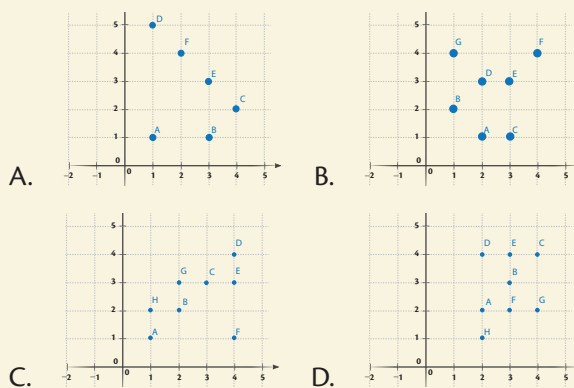 5 D
4 F
3 E
2 C
1 A B
0
A. −2 −1 0 1 2 3 4 5
5
4 G F
3 D E
2 B
1 A C
0
B. −2 −1 0 1 2 3 4 5
5
4 D
3 G C E
2 H B
1 A F
0
C. −2 −1 0 1 2 3 4 5
5
4 D E C
3 B
2 A F G
1 H
0
D. −2 −1 0 1 2 3 4 5